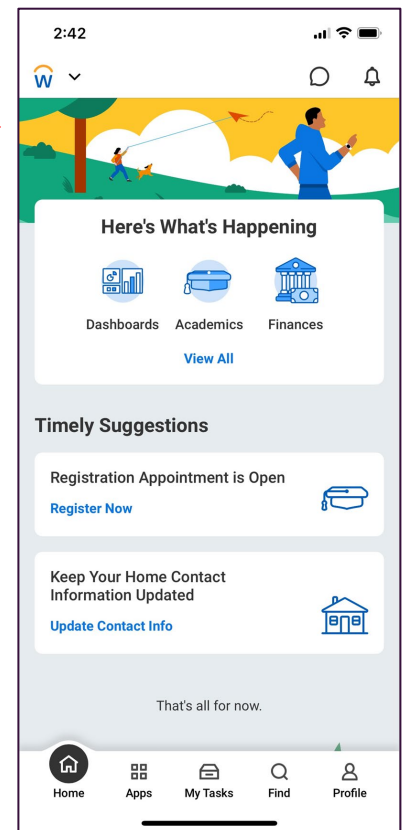 2:42
W
Here's What's Happening
Dashboards Academics Finances
View All
Timely Suggestions
Registration Appointment is Open
Register Now
Keep Your Home Contact
Information Updated
Update Contact Info
That's all for now.
Home Apps My Tasks Find Profile